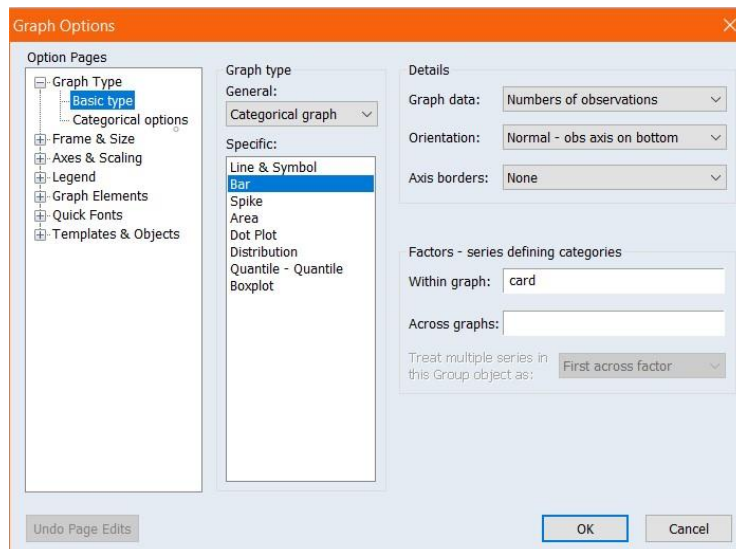 Graph Options
Option Pages
Graph Type
Basic type
Categorical options
Frame & Size
Axes & Scaling
Legend
Graph Elements
Quick Fonts
Templates & Objects
Graph type
General:
Categorical graph
Specific:
Line & Symbol
Bar
Spike
Area
Dot Plot
Distribution
Quantile - Quantile
Boxplot
Details
Graph data: Numbers of observations
Orientation: Normal - obs axis on bottom
Axis borders: None
Factors - series defining categories
Within graph: card
Across graphs:
Treat multiple series in
this Group object as: First across factor
Undo Page Edits
OK
Cancel